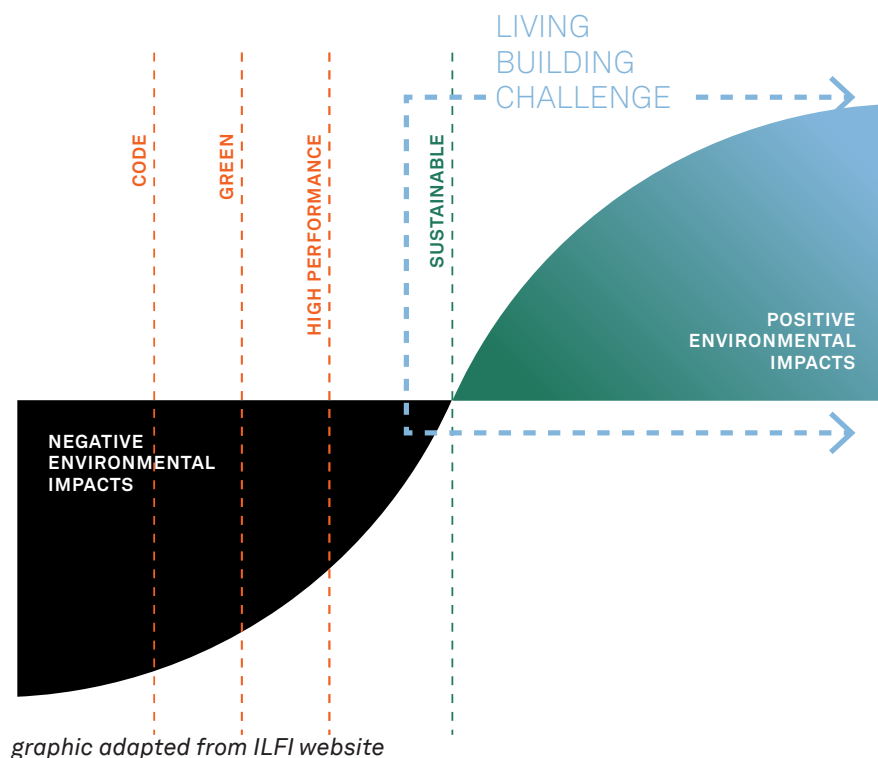 LIVING
BUILDING
CHALLENGE
CODE
GREEN
HIGH PERFORMANCE
SUSTAINABLE
POSITIVE
ENVIRONMENTAL
IMPACTS
NEGATIVE
ENVIRONMENTAL
IMPACTS
graphic adapted from ILFI website